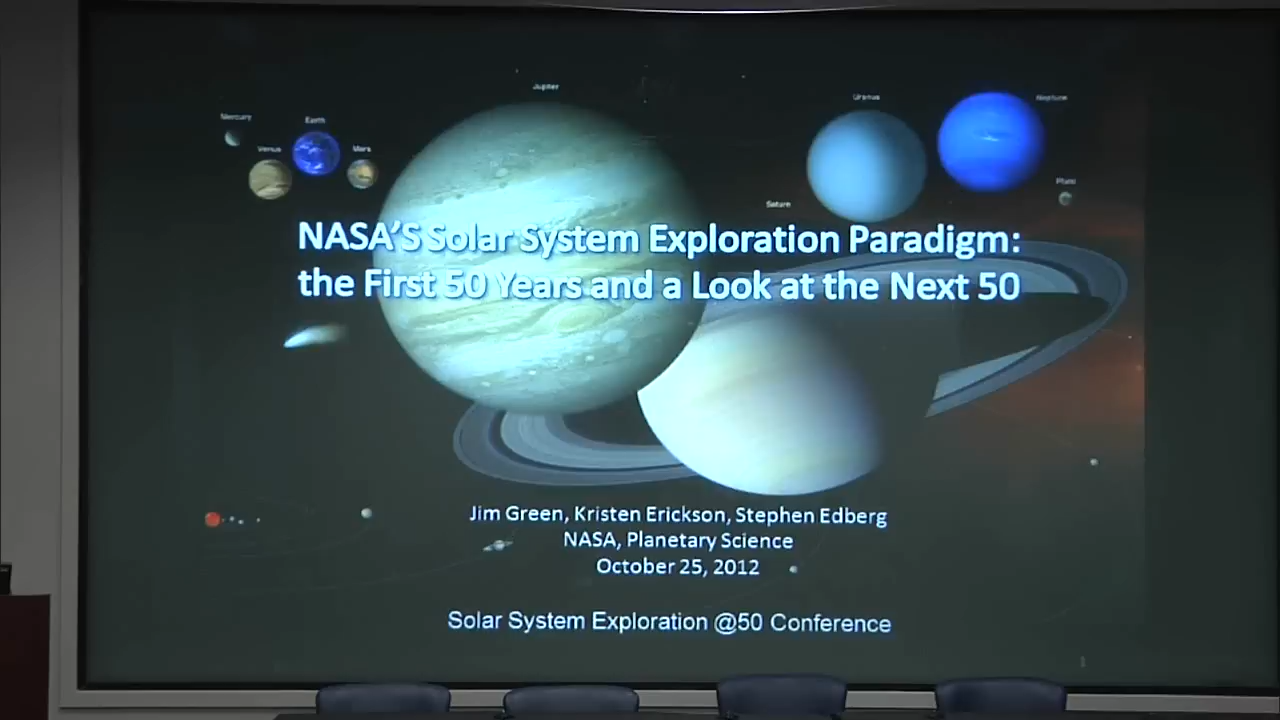 Jupiter
Uranus
Neptune
Mercury
Earth
Venus
Mars
Pluto
Saturn
NASA'S Solar System Exploration Paradigm:
the First 50 Years and a Look at the Next 50
Jim Green, Kristen Erickson, Stephen Edberg
NASA, Planetary Science
October 25, 2012
Solar System Exploration @50 Conference
1